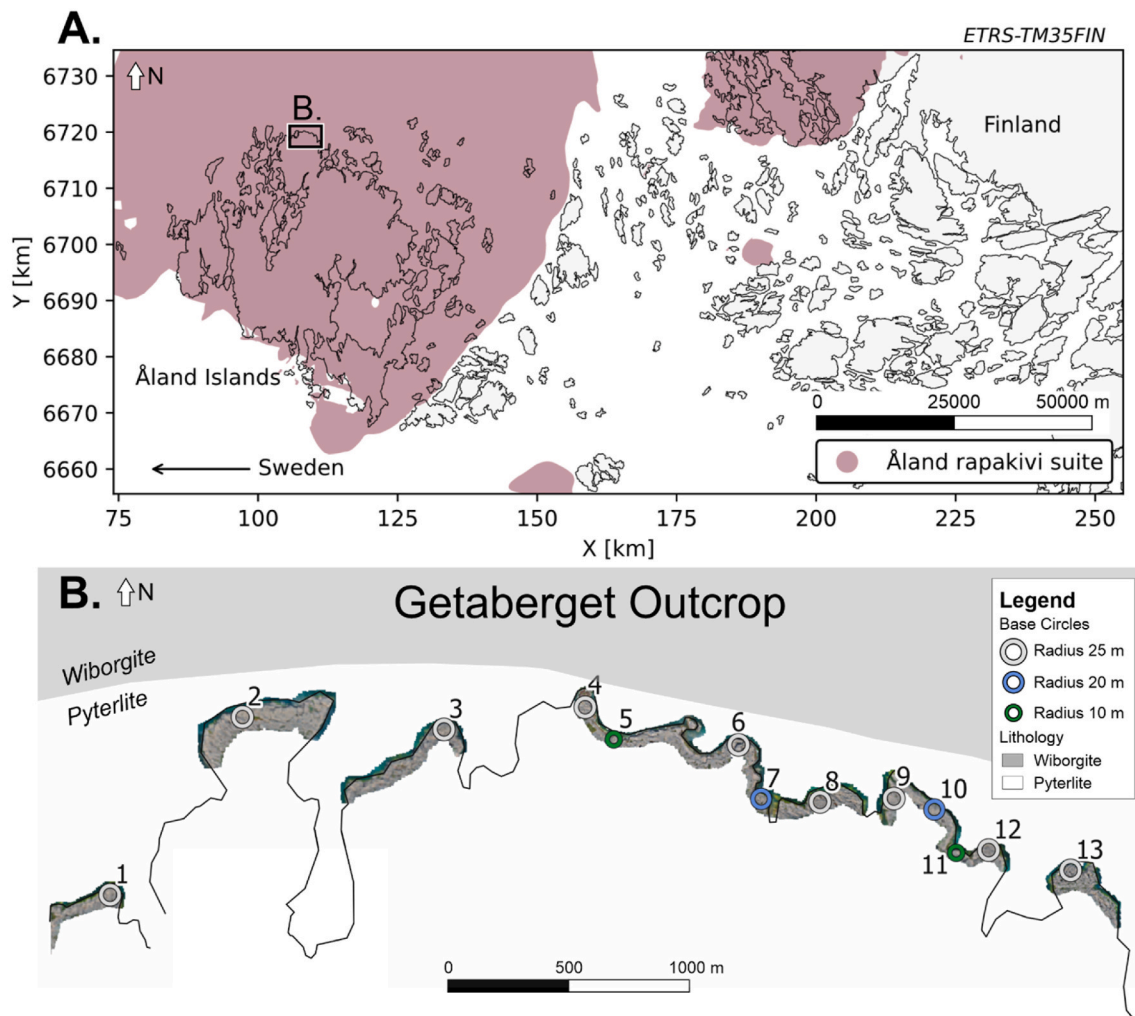 A.
ETRS-TM35FIN
N
B.
Finland
Åland Islands
Sweden
0 25000 50000 m
Åland rapakivi suite
6730
6720
6710
6700
6690
6680
6670
6660
Y [km]
75 100 125 150 175 200 225 250
X [km]
B.
N
Getaberget Outcrop
Wiborgite
Pyterlite
1
2
3
4
5
6
7
8
9
10
11
12
13
0 500 1000 m
Legend
Base Circles
Radius 25 m
Radius 20 m
Radius 10 m
Lithology
Wiborgite
Pyterlite